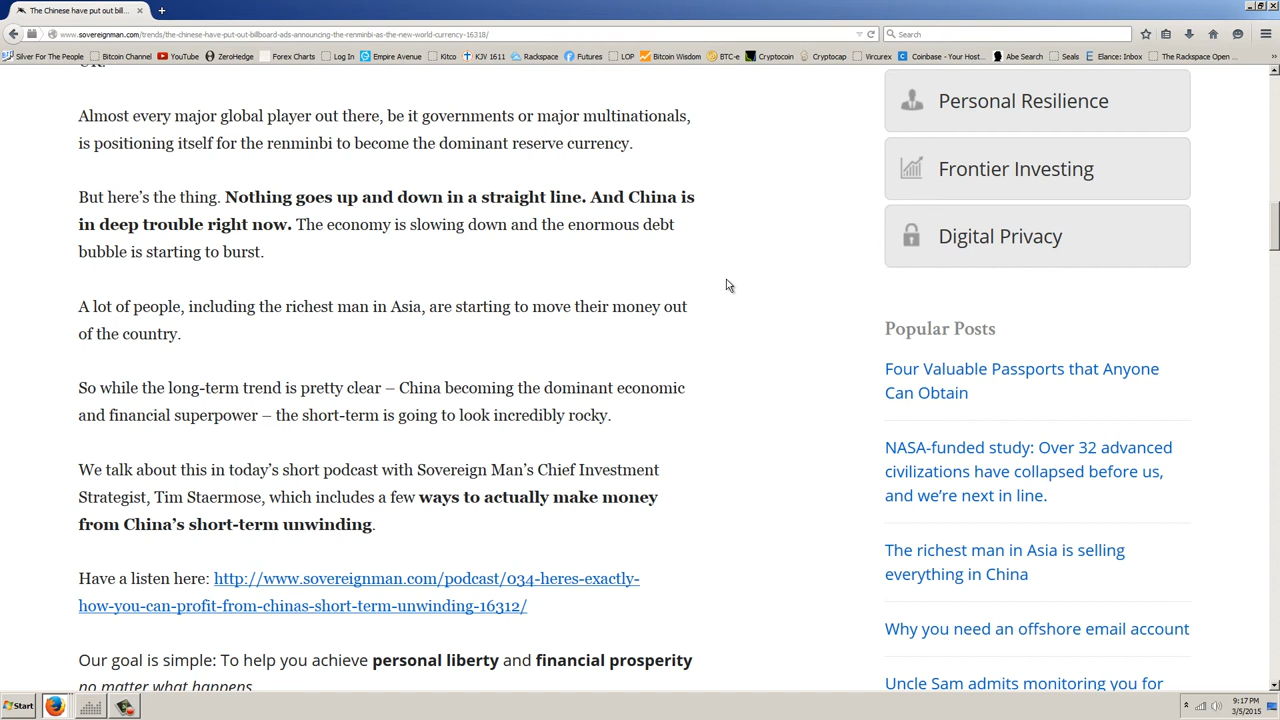 The Chinese have put out bill...
www.sovereignman.com/trends/the-chinese-have-put-out-billboard-ads-announcing-the-renminbi-as-the-new-world-currency-16318/
Search
Silver For The People
Bitcoin Channel
YouTube
ZeroHedge
Forex Charts
Log In
Empire Avenue
Kitco
KJV 1611
Rackspace
Futures
LOP
Bitcoin Wisdom
BTC-e
Cryptocoin
Cryptocap
Vircurex
Coinbase - Your Host...
Abe Search
Seals
Elance: Inbox
The Rackspace Open ...
Almost every major global player out there, be it governments or major multinationals,
is positioning itself for the renminbi to become the dominant reserve currency.
But here’s the thing. Nothing goes up and down in a straight line. And China is
in deep trouble right now. The economy is slowing down and the enormous debt
bubble is starting to burst.
A lot of people, including the richest man in Asia, are starting to move their money out
of the country.
So while the long-term trend is pretty clear – China becoming the dominant economic
and financial superpower – the short-term is going to look incredibly rocky.
We talk about this in today’s short podcast with Sovereign Man’s Chief Investment
Strategist, Tim Staermose, which includes a few ways to actually make money
from China’s short-term unwinding.
Have a listen here: http://www.sovereignman.com/podcast/034-heres-exactly-
how-you-can-profit-from-chinas-short-term-unwinding-16312/
Our goal is simple: To help you achieve personal liberty and financial prosperity
no matter what happens
Personal Resilience
Frontier Investing
Digital Privacy
Popular Posts
Four Valuable Passports that Anyone
Can Obtain
NASA-funded study: Over 32 advanced
civilizations have collapsed before us,
and we’re next in line.
The richest man in Asia is selling
everything in China
Why you need an offshore email account
Uncle Sam admits monitoring you for
Start
9:17 PM
3/5/2015